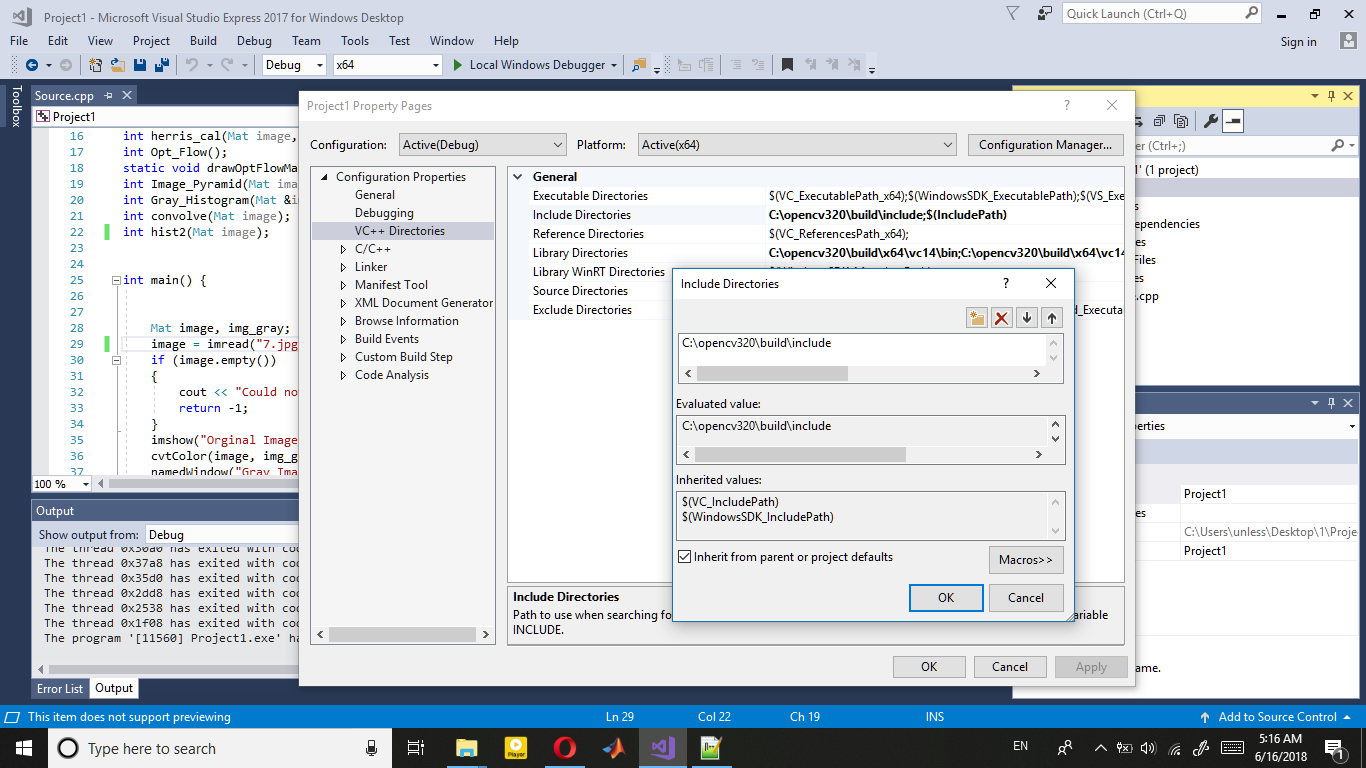 Project1 - Microsoft Visual Studio Express 2017 for Windows Desktop
Quick Launch (Ctrl+Q)
File Edit View Project Build Debug Team Tools Test Window Help
Sign in
Debug x64 Local Windows Debugger
Toolbox
Source.cpp
Project1
16 int herris_cal(Mat image,
17 int Opt_Flow();
18 static void drawOptFlowMa
19 int Image_Pyramid(Mat ima
20 int Gray_Histogram(Mat &i
21 int convolve(Mat image);
22 int hist2(Mat image);
23
24
25 int main() {
26
27
28 Mat image, img_gray;
29 image = imread("7.jpg
30 if (image.empty())
31 {
32 cout << "Could no
33 return -1;
34 }
35 imshow("Orginal Image
36 cvtColor(image, img_g
37 namedWindow("Gray Ima
100 %
Output
Show output from: Debug
The thread 0x30a0 has exited with cod
The thread 0x37a8 has exited with cod
The thread 0x35d0 has exited with cod
The thread 0x2dd8 has exited with cod
The thread 0x2538 has exited with cod
The thread 0x1f08 has exited with cod
The program '[11560] Project1.exe' ha
Error List Output
Project1 Property Pages
?
Configuration: Active(Debug) Platform: Active(x64) Configuration Manager...
Configuration Properties
General
Debugging
VC++ Directories
C/C++
Linker
Manifest Tool
XML Document Generator
Browse Information
Build Events
Custom Build Step
Code Analysis
General
Executable Directories $(VC_ExecutablePath_x64);$(WindowsSDK_ExecutablePath);$(VS_Exe
Include Directories C:\opencv320\build\include;$(IncludePath)
Reference Directories $(VC_ReferencesPath_x64);
Library Directories C:\opencv320\build\x64\vc14\bin;C:\opencv320\build\x64\vc14
Library WinRT Directories
Source Directories
Exclude Directories d_Executa
Include Directories
?
C:\opencv320\build\include
Evaluated value:
C:\opencv320\build\include
Inherited values:
$(VC_IncludePath)
$(WindowsSDK_IncludePath)
Inherit from parent or project defaults
Macros>>
OK Cancel
Include Directories
Path to use when searching fo ariable
INCLUDE.
OK Cancel Apply
er (Ctrl+;)
1' (1 project)
s
ependencies
es
Files
es
.cpp
erties
Project1
es
C:\Users\unless\Desktop\1\Proje
Project1
ame.
This item does not support previewing Ln 29 Col 22 Ch 19 INS Add to Source Control
Type here to search
Player
EN
5:16 AM
6/16/2018
1